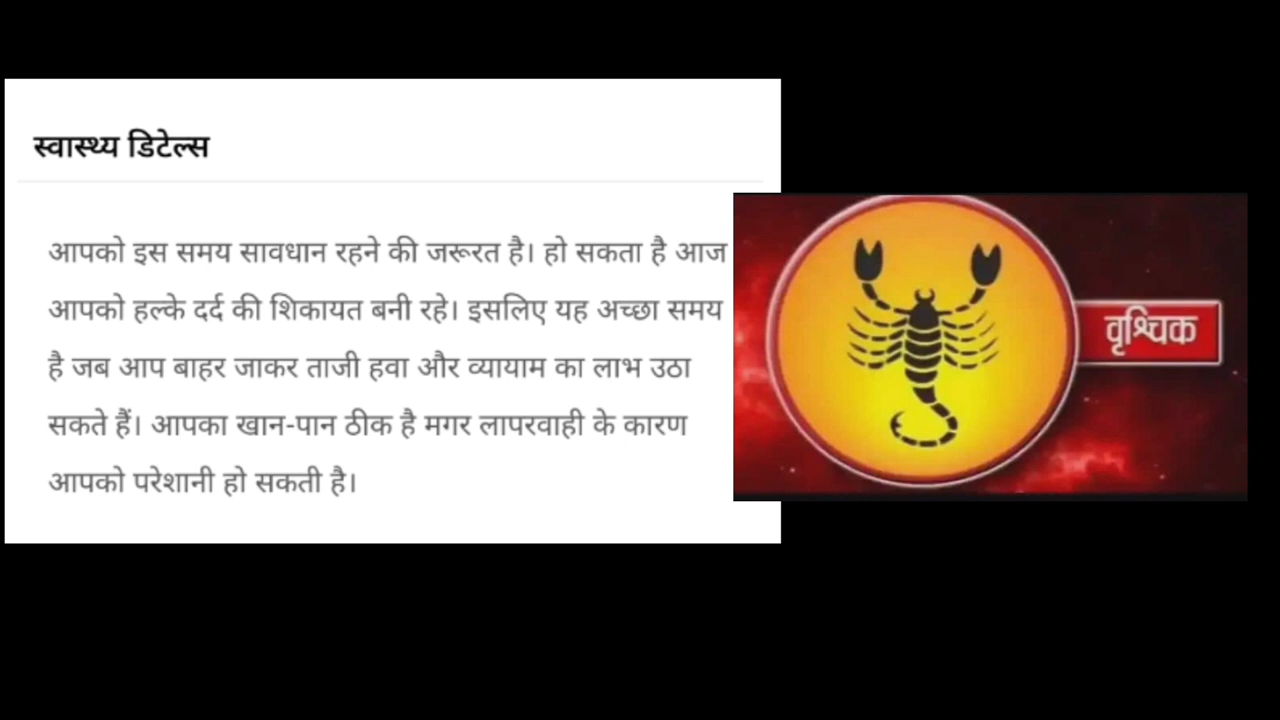 स्वास्थ्य डिटेल्स
आपको इस समय सावधान रहने की जरूरत है। हो सकता है आज
आपको हल्के दर्द की शिकायत बनी रहे। इसलिए यह अच्छा समय
है जब आप बाहर जाकर ताजी हवा और व्यायाम का लाभ उठा
सकते हैं। आपका खान-पान ठीक है मगर लापरवाही के कारण
आपको परेशानी हो सकती है।
वृश्चिक